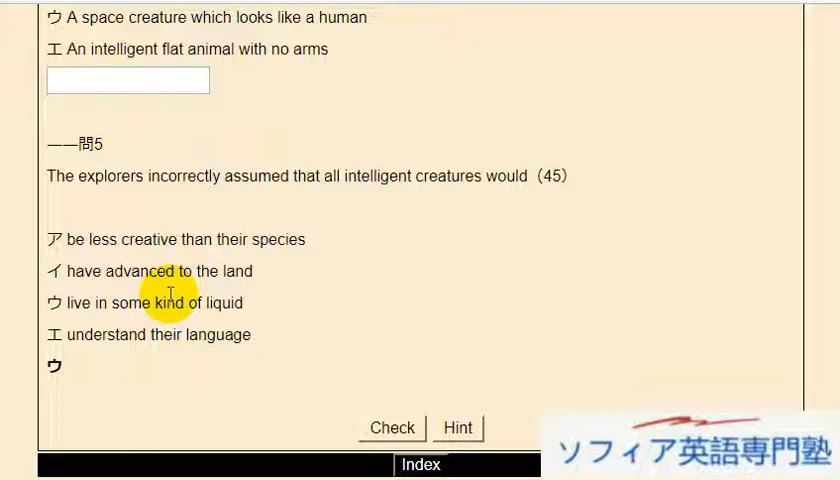 ウ A space creature which looks like a human
エ An intelligent flat animal with no arms
——問5
The explorers incorrectly assumed that all intelligent creatures would（45）
ア be less creative than their species
イ have advanced to the land
ウ live in some kind of liquid
エ understand their language
ウ
Check Hint
ソフィア英語専門塾
Index